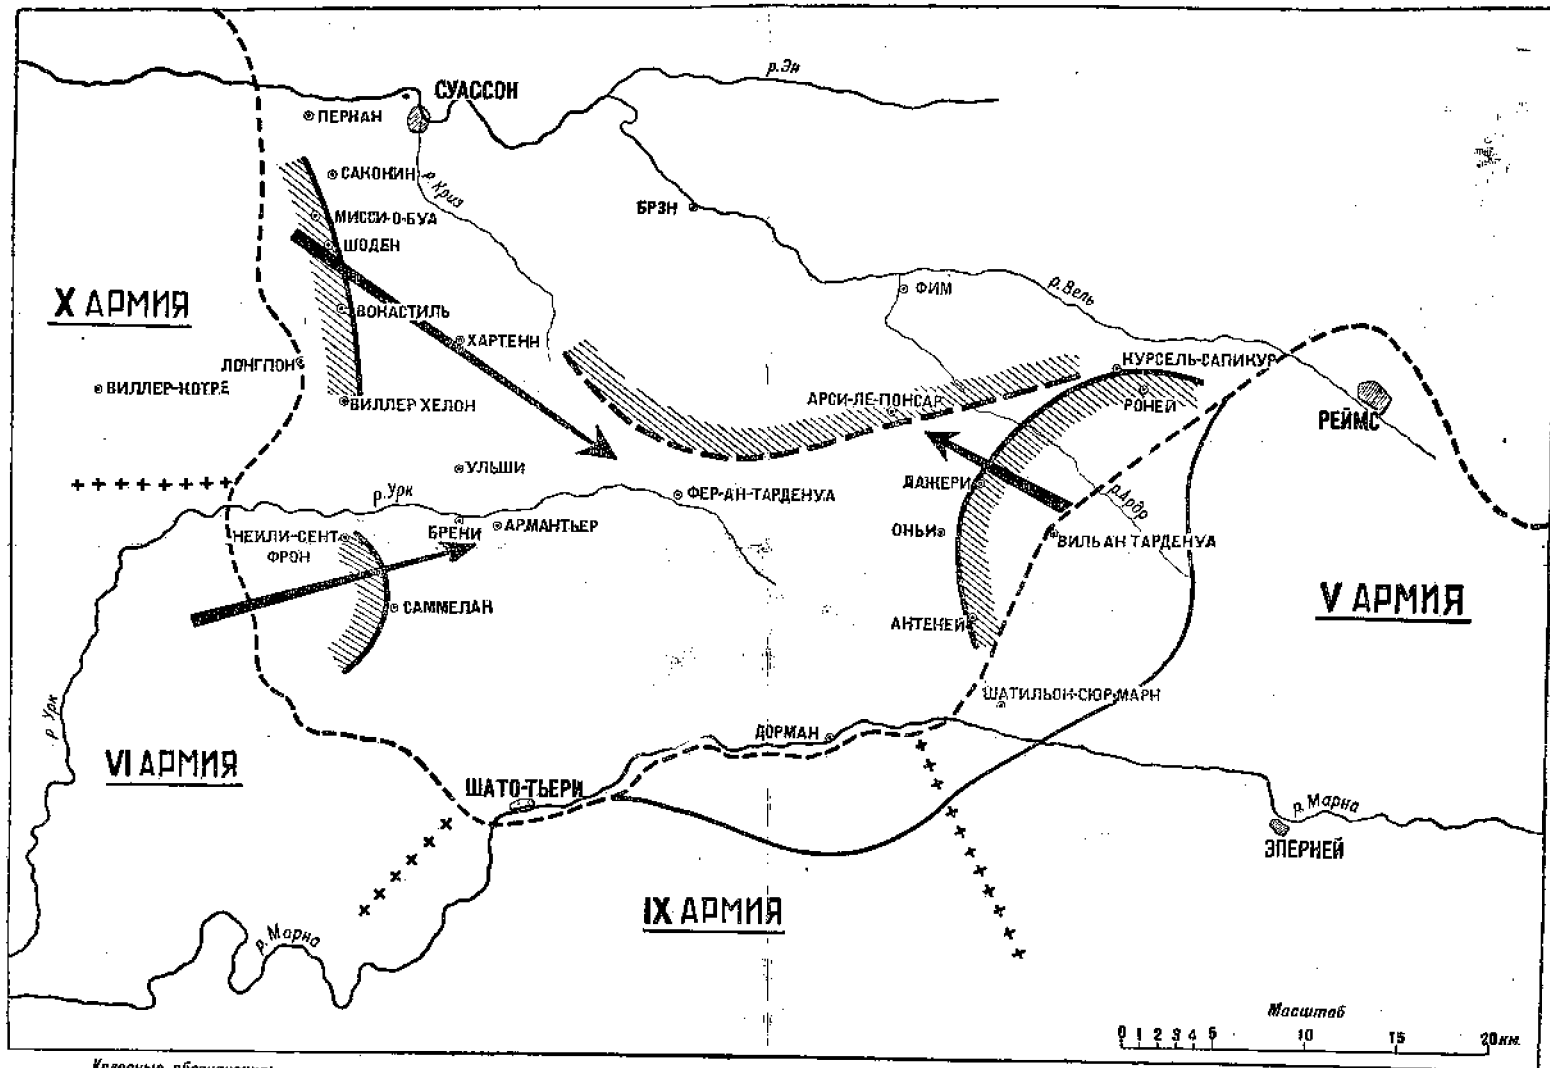 р. Эн
СУАССОН
ПЕРНАН
САКОНИН
р. Криз
МИССИ-О-БУА
БРЭН
ШОДЕН
Х АРМИЯ
р. Вель
ФИМ
ВОКАСТИЛЬ
ХАРТЕНН
ЛОНГПОН
КУРСЕЛЬ-САПИКУР
ВИЛЛЕР-КОТРЕ
ВИЛЛЕР ХЕЛОН
АРСИ-ЛЕ-ПОНСАР
РОНЕЙ
РЕЙМС
УЛЬШИ
р. Урк
ФЕР-АН-ТАРДЕНУА
ДАЖЕРИ
р. Ардр
НЕЙЛИ-СЕНТ
ФРОН
БРЕНИ
АРМАНТЬЕР
ОНЬИ
ВИЛЬ АН ТАРДЕНУА
САММЕЛАН
V АРМИЯ
АНТЕНЕЙ
р Урк
ШАТИЛЬОН-СЮР-МАРН
ДОРМАН
VI АРМИЯ
ШАТО-ТЬЕРИ
р. Марна
ЭПЕРНЕЙ
IX АРМИЯ
р. Марна
Масштаб
0 1 2 3 4 5 10 15 20 км.